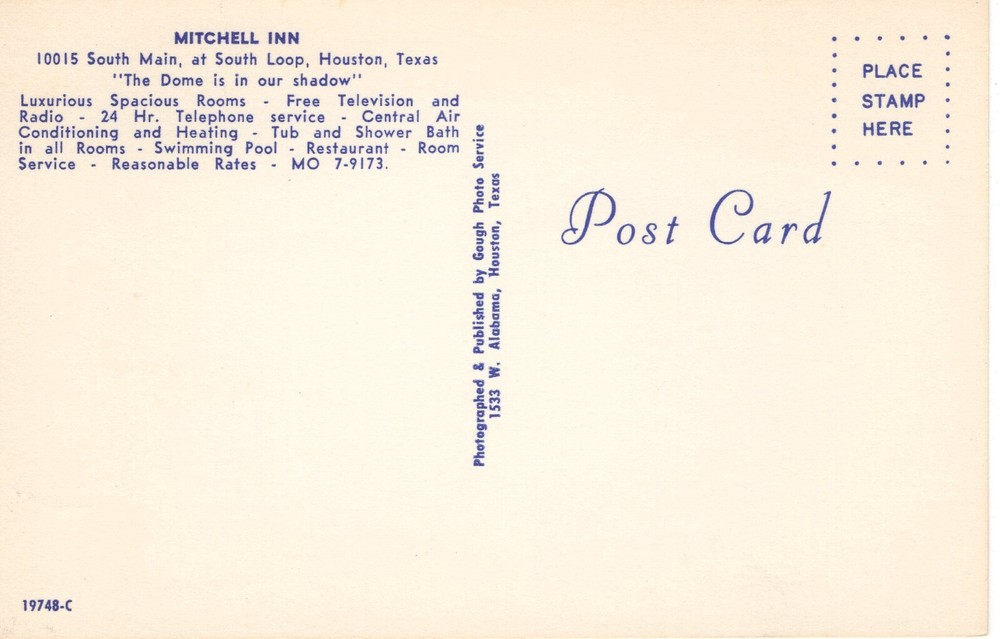 MITCHELL INN
10015 South Main, at South Loop, Houston, Texas
"The Dome is in our shadow"
Luxurious Spacious Rooms - Free Television and
Radio - 24 Hr. Telephone service - Central Air
Conditioning and Heating - Tub and Shower Bath
in all Rooms - Swimming Pool - Restaurant - Room
Service - Reasonable Rates - MO 7-9173.
Photographed & Published by Gough Photo Service
1533 W. Alabama, Houston, Texas
PLACE
STAMP
HERE
Post Card
19748-C